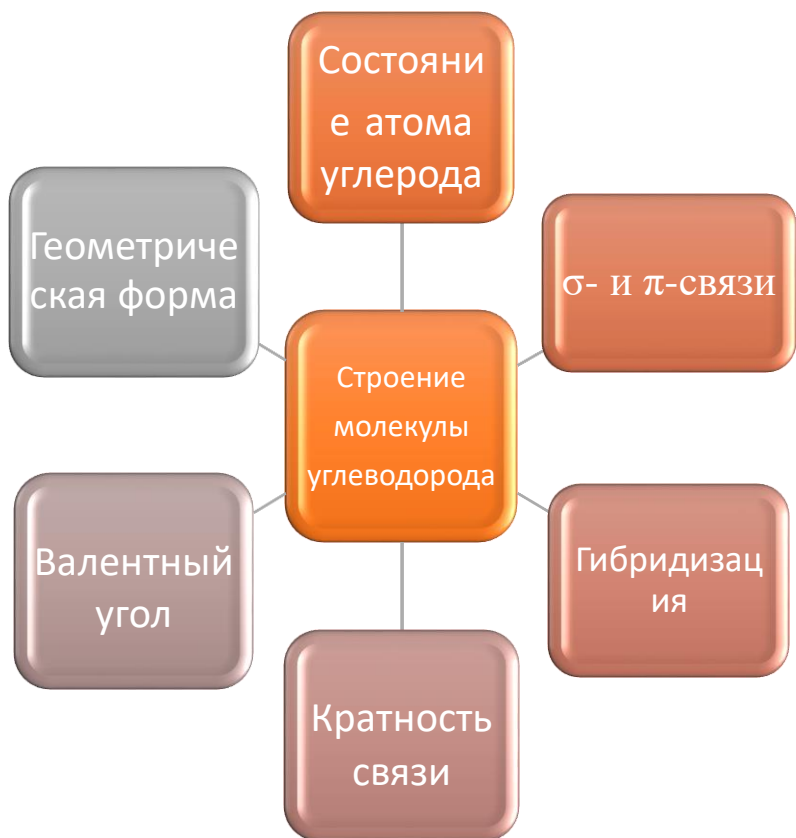 Состояни
е атома
углерода
σ- и π-связи
Гибридизац
ия
Кратность
связи
Валентный
угол
Геометриче
ская форма
Строение
молекулы
углеводорода